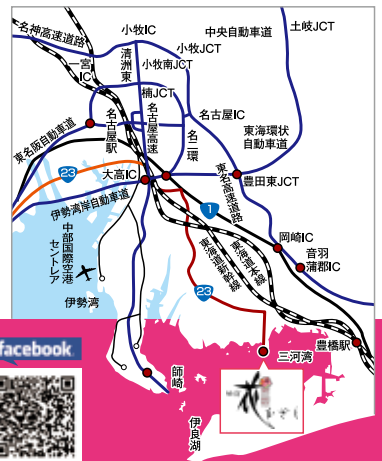 名神高速道路
小牧IC
中央自動車道
土岐JCT
一宮IC
清洲東
小牧JCT
小牧南JCT
楠JCT
名古屋高速
名古屋IC
東名阪自動車道
名古屋駅
名二環
東海環状
自動車道
23
大高IC
豊田東JCT
東名高速道路
伊勢湾岸自動車道
1
中部国際空港
セントレア
東海道新幹線
東海道本線
岡崎IC
音羽
蒲郡IC
伊勢湾
23
豊橋駅
facebook
師崎
三河湾
伊良湖